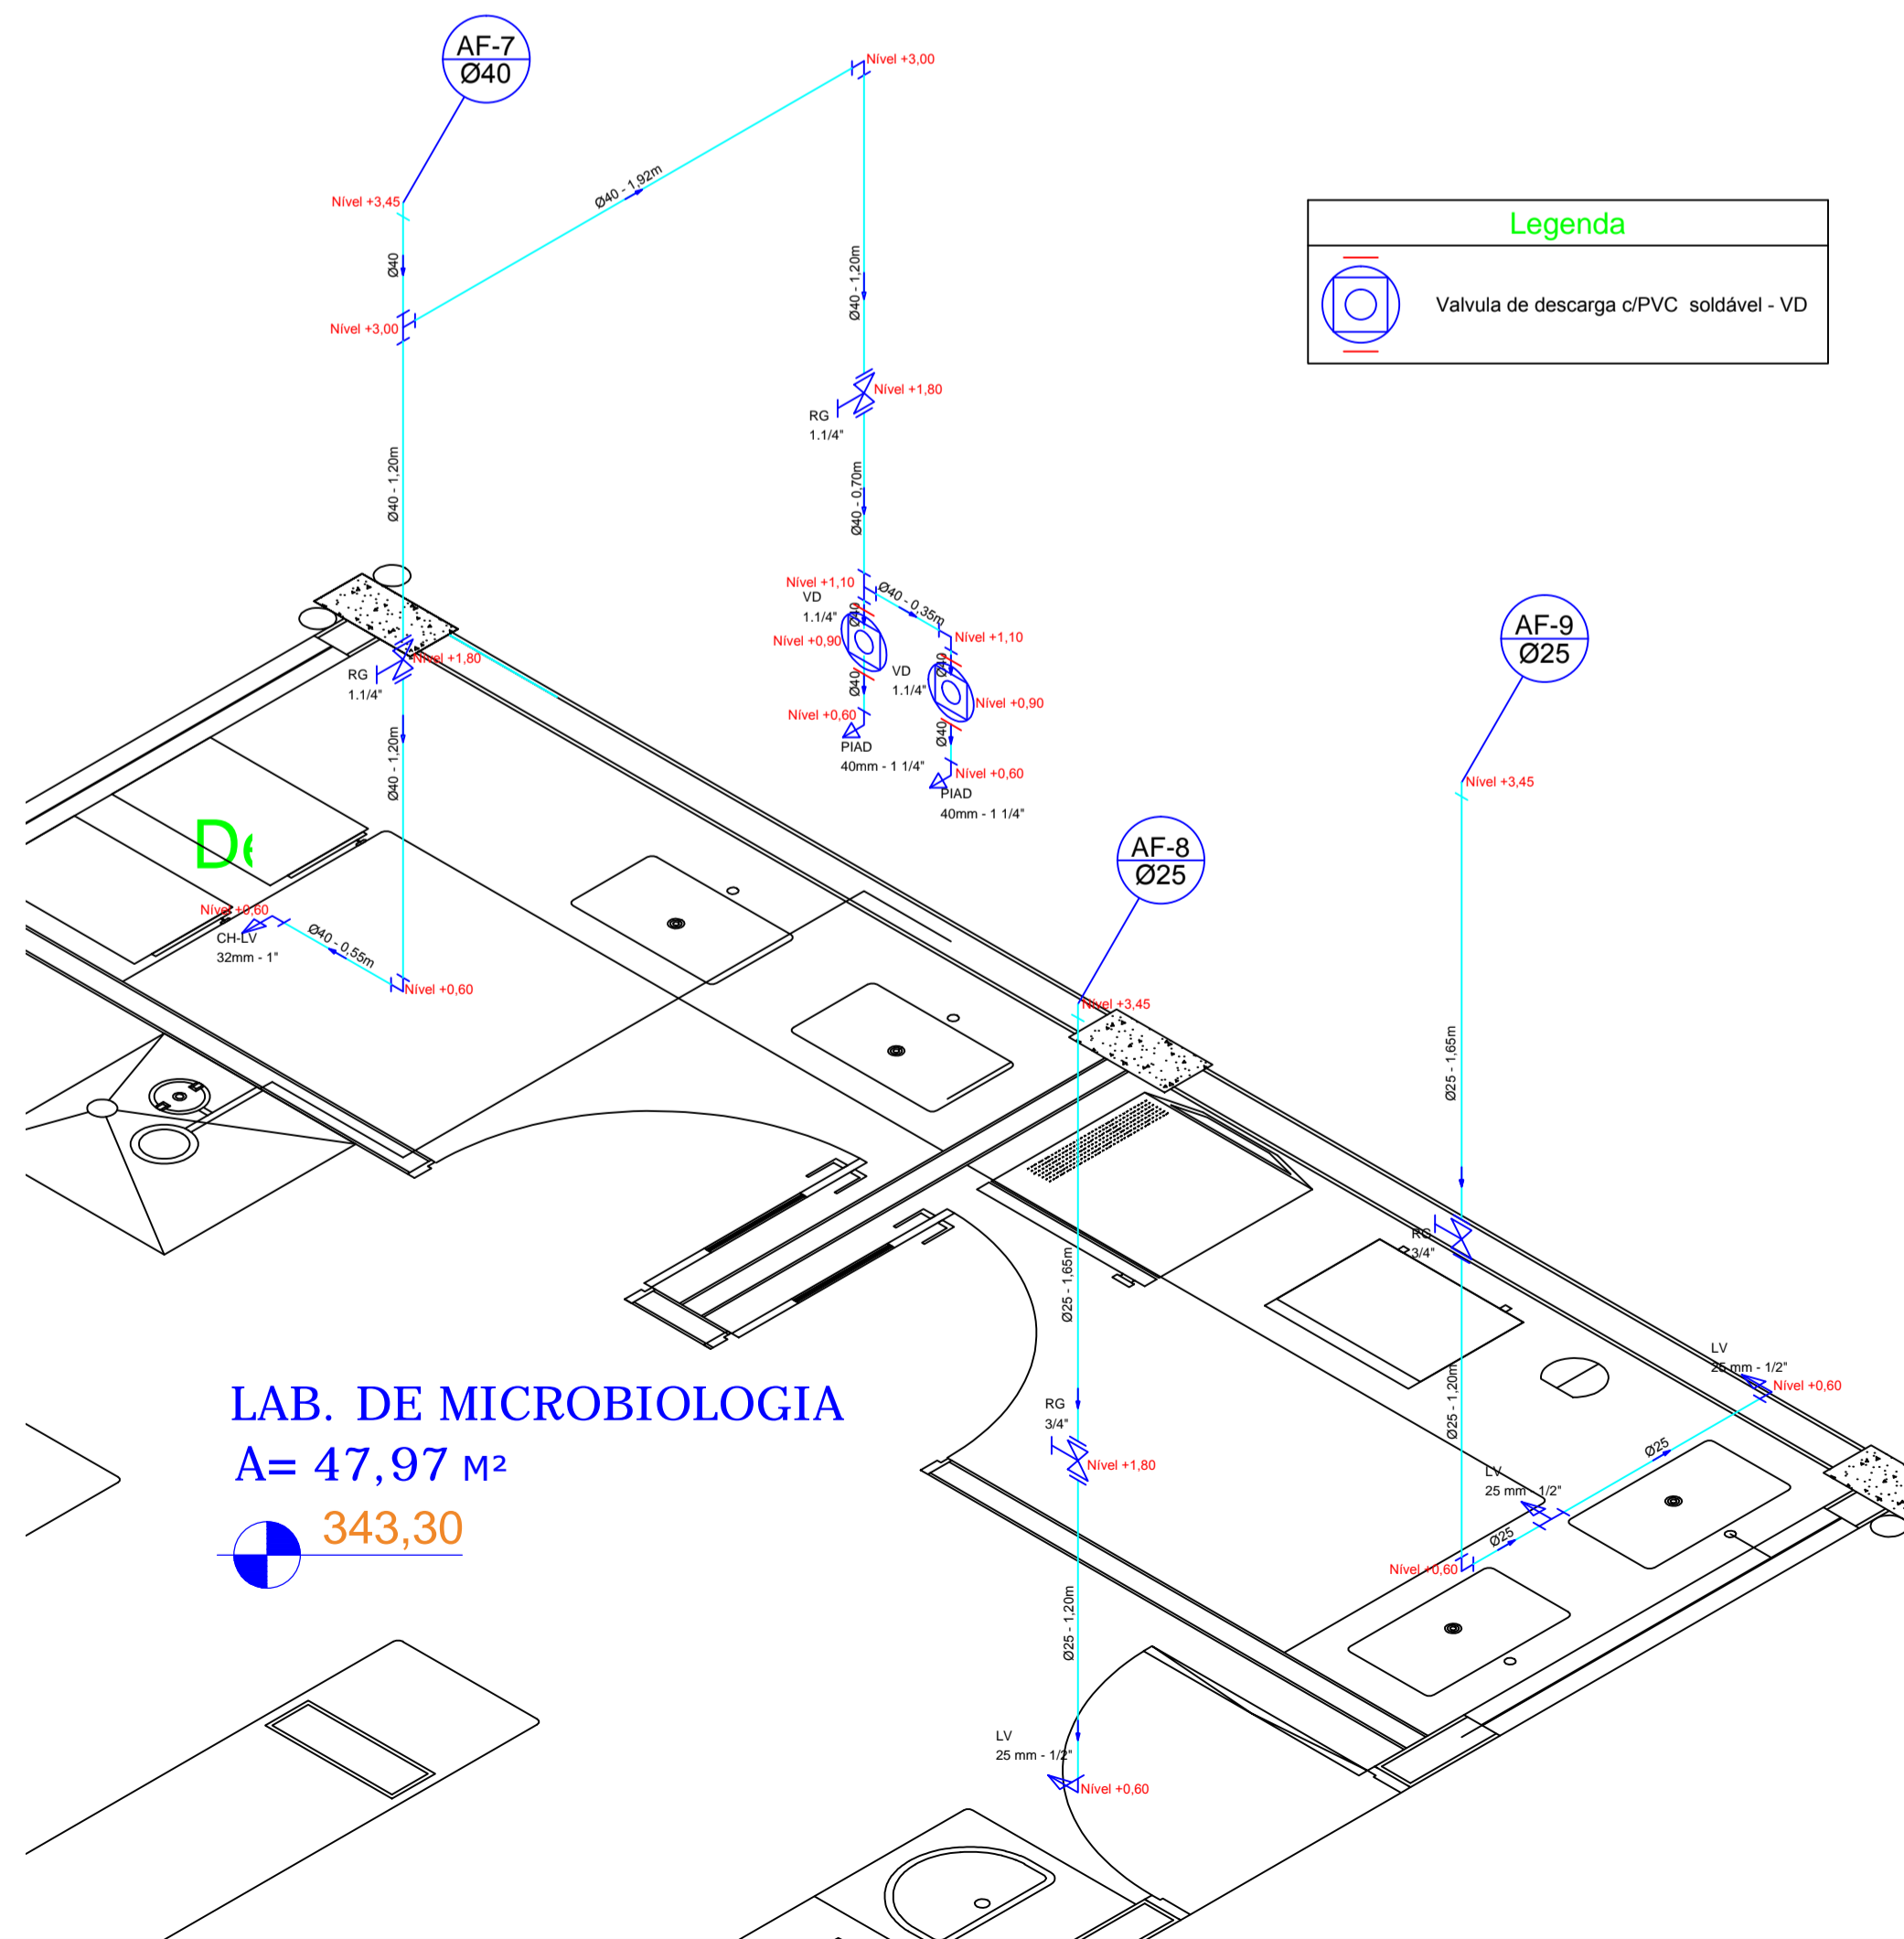 AF-7
Ø40
Nível +3,00
Ø40 - 1,92m
Nível +3,45
Ø40
Nível +3,00
Ø40 - 1,20m
Legenda
Valvula de descarga c/PVC soldável - VD
Nível +1,80
RG
1.1/4"
Ø40 - 1,20m
Ø40 - 0,70m
Nível +1,10
VD
1.1/4"
Ø40
Ø40 - 0,35m
Nível +0,90
Nível +1,10
Ø40
VD
1.1/4"
Ø40
Nível +0,90
Nível +0,60
Ø40
PIAD
40mm - 1 1/4"
Nível +0,60
PIAD
40mm - 1 1/4"
AF-9
Ø25
Nível +3,45
Nível +1,80
RG
1.1/4"
Ø40 - 1,20m
De
Nível +0,60
CH-LV
32mm - 1"
Ø40 - 0,55m
Nível +0,60
AF-8
Ø25
Nível +3,45
Ø25 - 1,65m
RG
3/4"
Ø25 - 1,65m
Ø25 - 1,20m
LV
25 mm - 1/2"
Nível +0,60
Ø25
LV
25 mm - 1/2"
Ø25
Nível +0,60
RG
3/4"
Nível +1,80
Ø25 - 1,20m
LV
25 mm - 1/2"
Nível +0,60
LAB. DE MICROBIOLOGIA
A= 47,97 M²
343,30